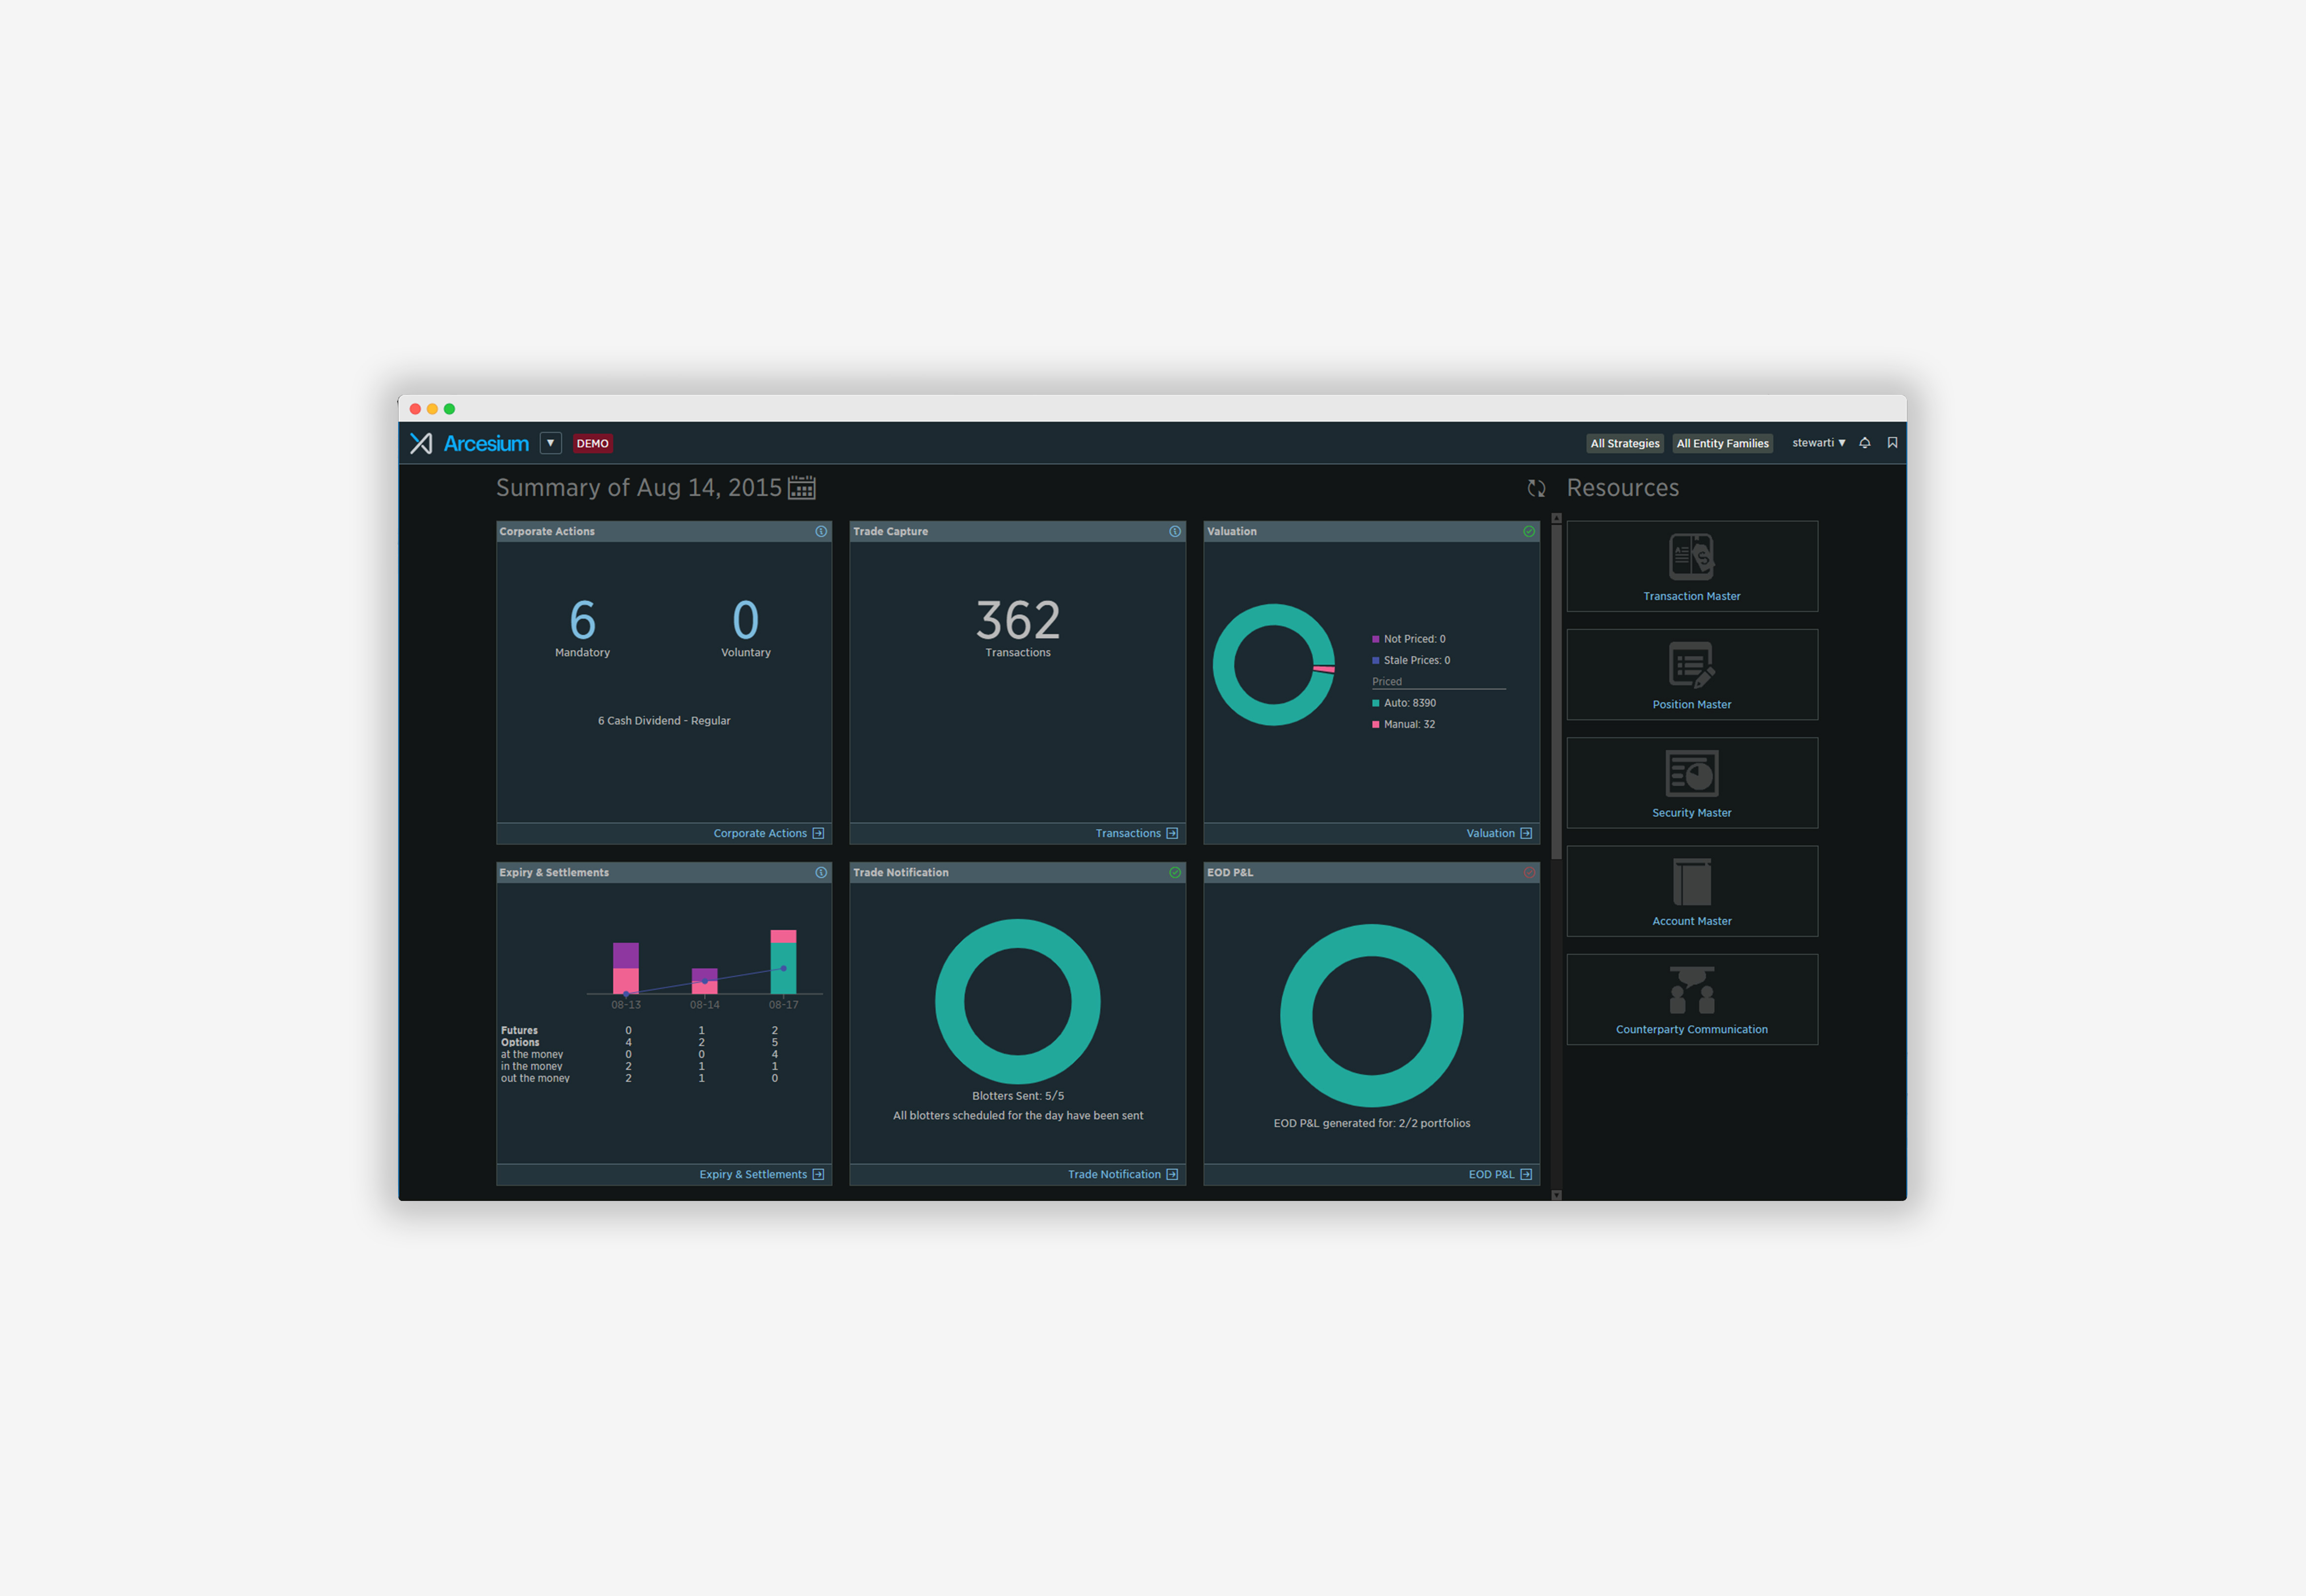 Arcesium ▼ DEMO All Strategies All Entity Families stewarti ▼
Summary of Aug 14, 2015
Resources
Corporate Actions
6 0
Mandatory Voluntary
6 Cash Dividend - Regular
Corporate Actions
Trade Capture
362
Transactions
Transactions
Valuation
Not Priced: 0
Stale Prices: 0
Priced
Auto: 8390
Manual: 32
Valuation
Expiry & Settlements
08-13 08-14 08-17
Futures 0 1 2
Options 4 2 5
at the money 0 0 4
in the money 2 1 1
out the money 2 1 0
Expiry & Settlements
Trade Notification
Blotters Sent: 5/5
All blotters scheduled for the day have been sent
Trade Notification
EOD P&L
EOD P&L generated for: 2/2 portfolios
EOD P&L
Transaction Master
Position Master
Security Master
Account Master
Counterparty Communication